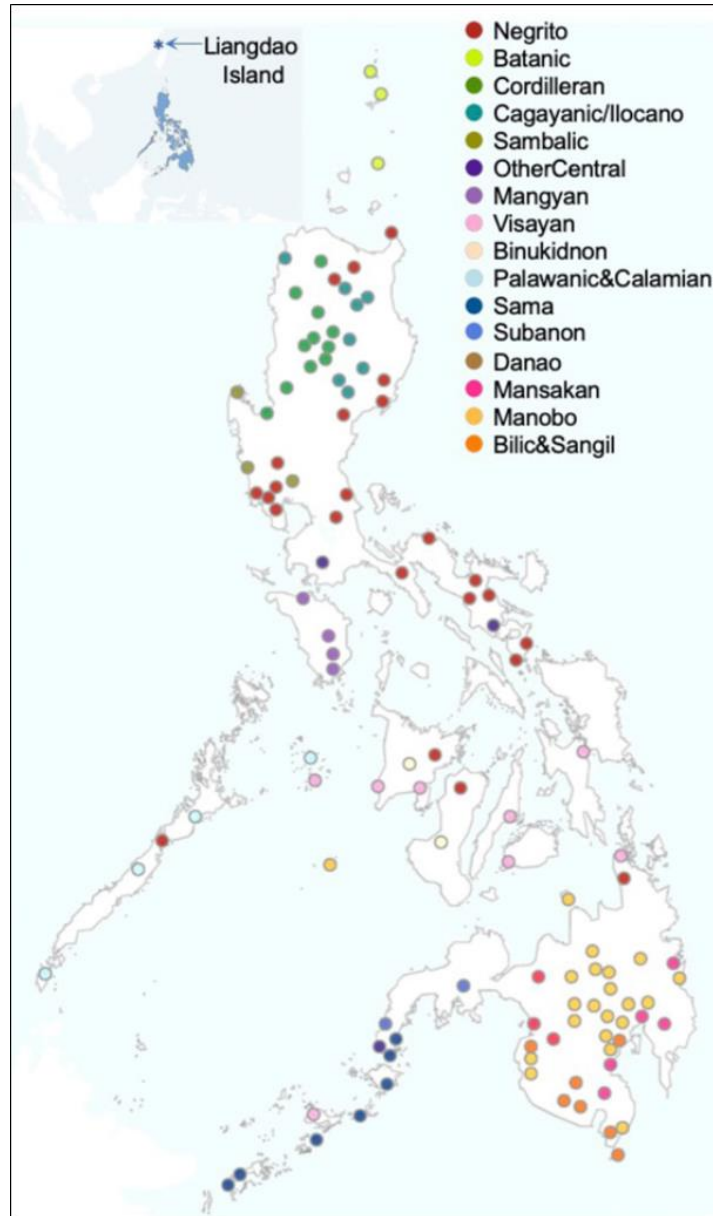 Liangdao
Island
Negrito
Batanic
Cordilleran
Cagayanic/Ilocano
Sambalic
OtherCentral
Mangyan
Visayan
Binukidnon
Palawanic&Calamian
Sama
Subanon
Danao
Mansakan
Manobo
Bilic&Sangil